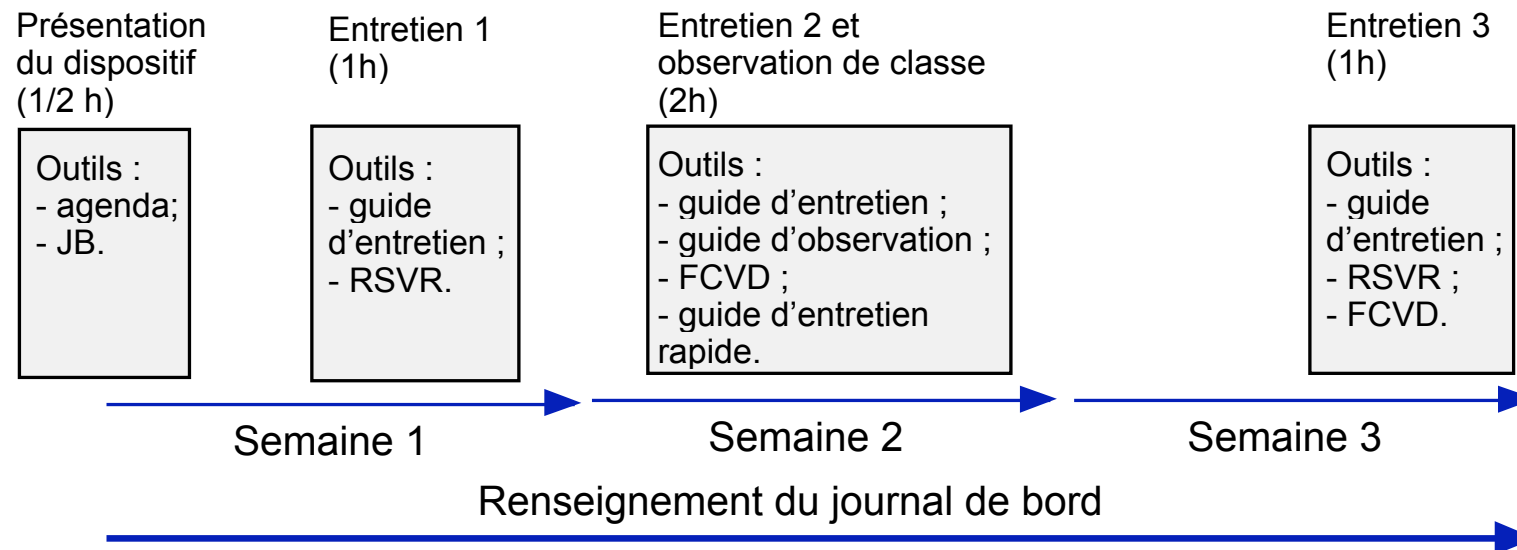 Présentation
du dispositif
(1/2 h)
Outils :
- agenda;
- JB.
Entretien 1
(1h)
Outils :
- guide
d’entretien ;
- RSVR.
Entretien 2 et
observation de classe
(2h)
Outils :
- guide d’entretien ;
- guide d’observation ;
- FCVD ;
- guide d’entretien
rapide.
Entretien 3
(1h)
Outils :
- guide
d’entretien ;
- RSVR ;
- FCVD.
Semaine 1
Semaine 2
Semaine 3
Renseignement du journal de bord